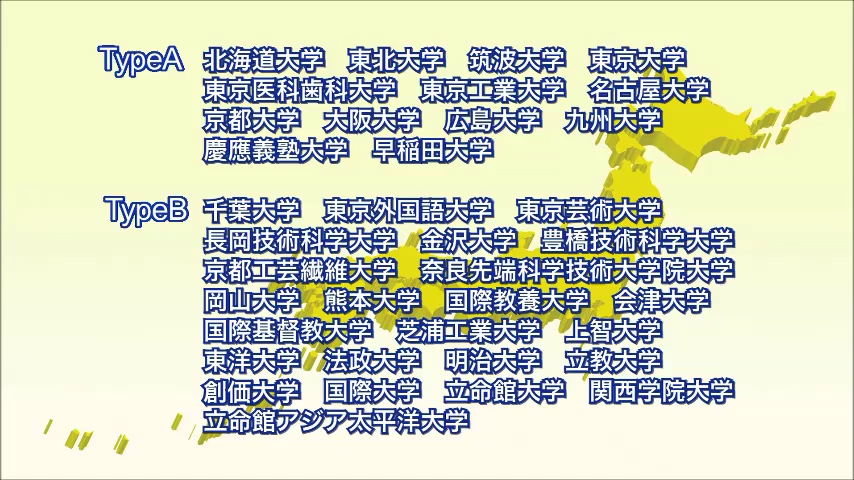 TypeA 北海道大学 東北大学 筑波大学 東京大学
東京医科歯科大学 東京工業大学 名古屋大学
京都大学 大阪大学 広島大学 九州大学
慶應義塾大学 早稲田大学
TypeB 千葉大学 東京外国語大学 東京芸術大学
長岡技術科学大学 金沢大学 豊橋技術科学大学
京都工芸繊維大学 奈良先端科学技術大学院大学
岡山大学 熊本大学 国際教養大学 会津大学
国際基督教大学 芝浦工業大学 上智大学
東洋大学 法政大学 明治大学 立教大学
創価大学 国際大学 立命館大学 関西学院大学
立命館アジア太平洋大学